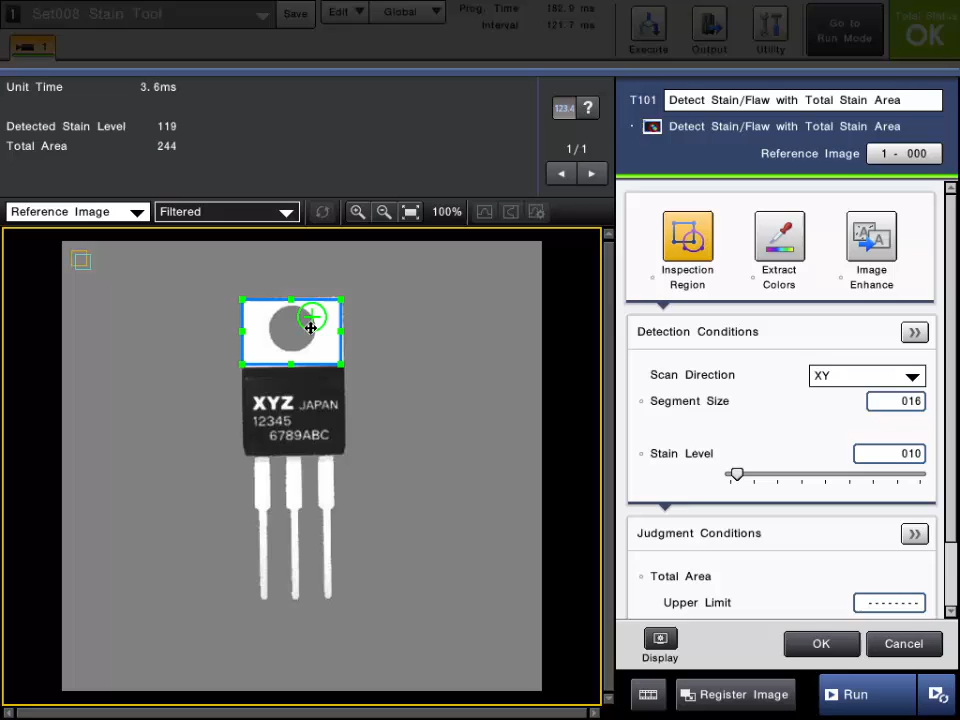 1
Set008 Stain Tool
Save
Edit
Global
Prog. Time 182.9 ms
Interval 121.7 ms
Execute
Output
Utility
Go to
Run Mode
Total Status
OK
1
Unit Time 3.6ms
Detected Stain Level 119
Total Area 244
123.4
?
1/1
T101
Detect Stain/Flaw with Total Stain Area
Detect Stain/Flaw with Total Stain Area
Reference Image
1 - 000
Reference Image
Filtered
100%
Inspection
Region
Extract
Colors
Image
Enhance
Detection Conditions
Scan Direction
XY
Segment Size
016
Stain Level
010
Judgment Conditions
Total Area
Upper Limit
--------
XYZ JAPAN
12345
6789ABC
Display
OK
Cancel
Register Image
Run